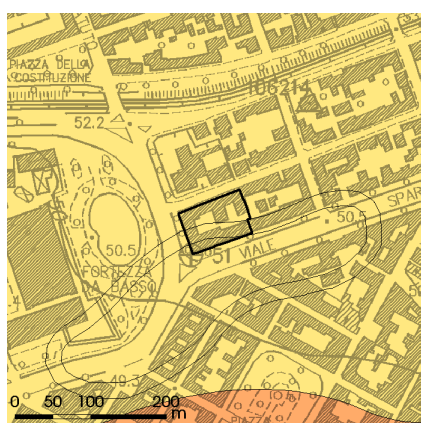 PIAZZA DELLA
COSTITUZIONE
106214
52.2
50.5
SPAR
50.5
51
VIALE
FORTEZZA
DA BASSO
49.3
0 50 100 200
m
PIAZZA